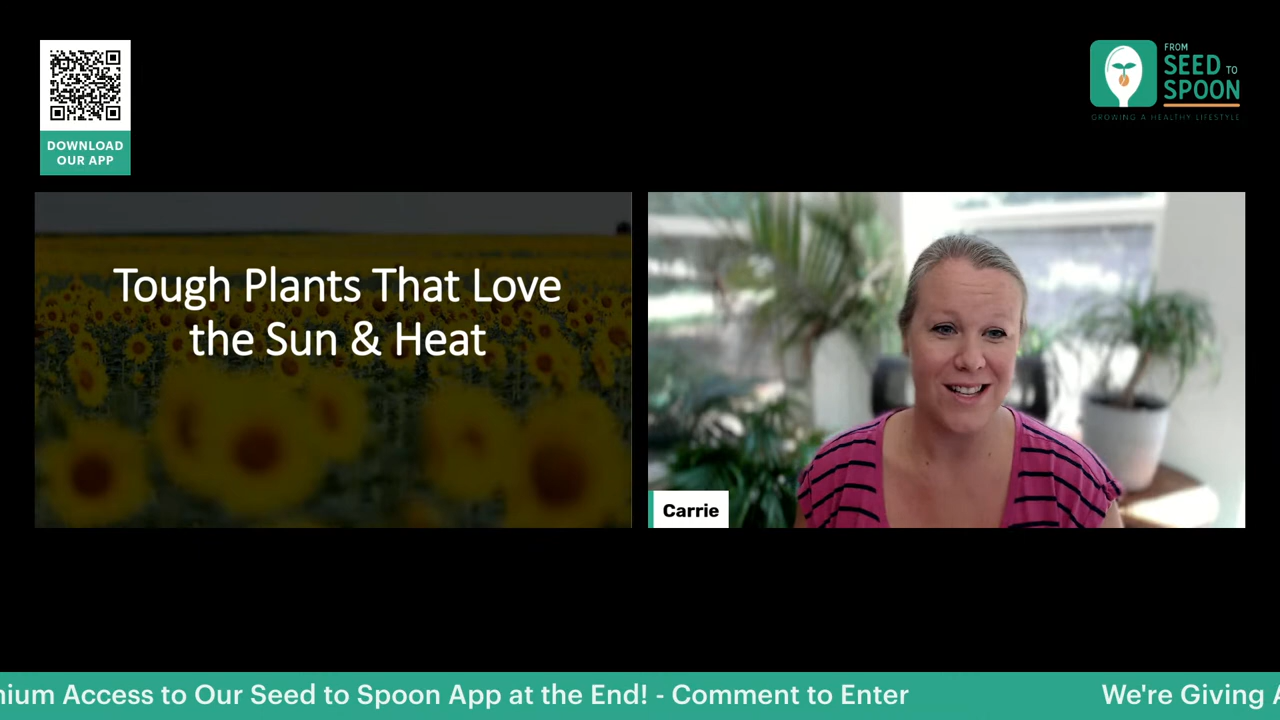 DOWNLOAD
OUR APP
FROM
SEED TO
SPOON
GROWING A HEALTHY LIFESTYLE
Tough Plants That Love
the Sun & Heat
Carrie
nium Access to Our Seed to Spoon App at the End! - Comment to Enter We're Giving A